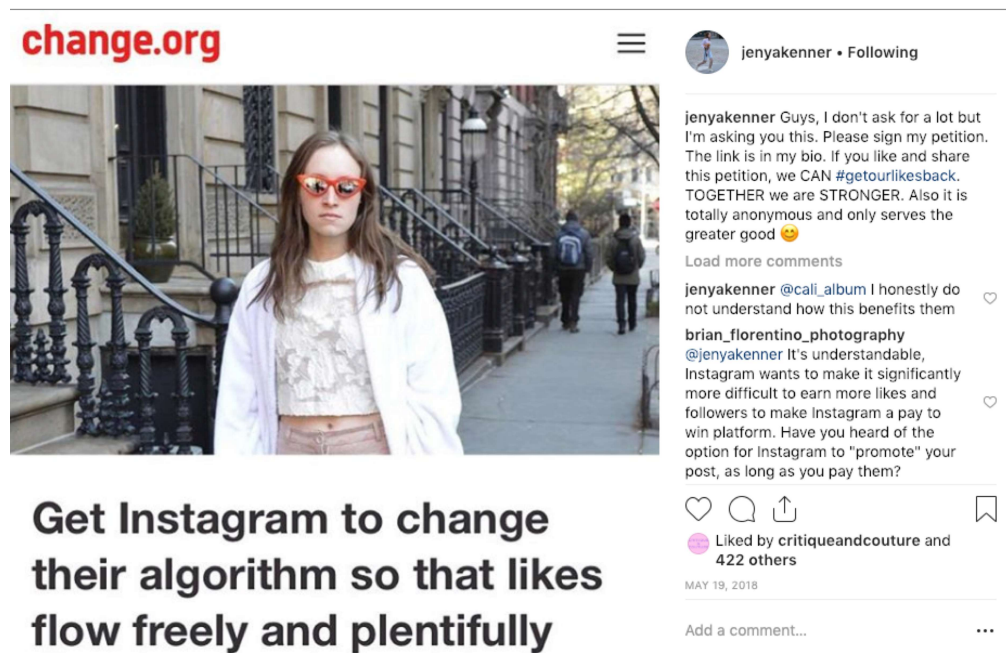 change.org
Get Instagram to change
their algorithm so that likes
flow freely and plentifully
jenyakenner • Following
jenyakenner Guys, I don't ask for a lot but
I'm asking you this. Please sign my petition.
The link is in my bio. If you like and share
this petition, we CAN #getourlikesback.
TOGETHER we are STRONGER. Also it is
totally anonymous and only serves the
greater good 😊
Load more comments
jenyakenner @cali_album I honestly do
not understand how this benefits them
brian_florentino_photography
@jenyakenner It's understandable,
Instagram wants to make it significantly
more difficult to earn more likes and
followers to make Instagram a pay to
win platform. Have you heard of the
option for Instagram to "promote" your
post, as long as you pay them?
Liked by critiqueandcouture and
422 others
MAY 19, 2018
Add a comment...